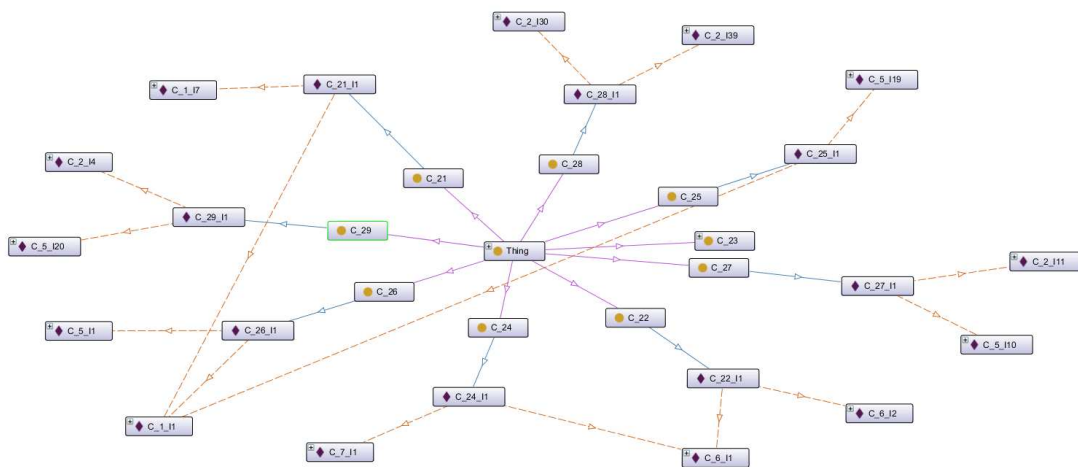 C_2_I30
C_2_I39
C_1_I7
C_21_I1
C_28_I1
C_5_I19
C_2_I4
C_21
C_28
C_25_I1
C_25
C_29_I1
C_29
C_5_I20
Thing
C_23
C_27
C_2_I11
C_26
C_27_I1
C_5_I1
C_26_I1
C_24
C_22
C_5_I10
C_22_I1
C_24_I1
C_6_I2
C_1_I1
C_7_I1
C_6_I1